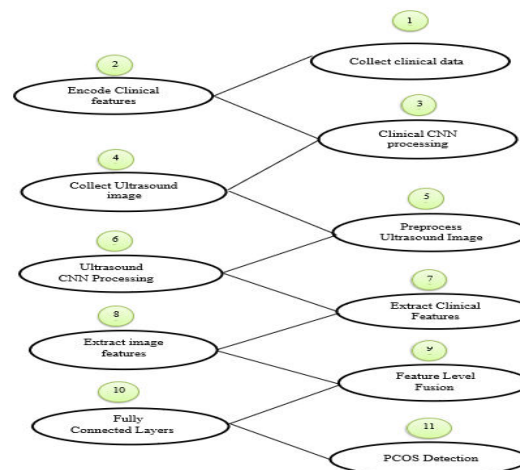 1
Collect clinical data
2
Encode Clinical
features
3
Clinical CNN
processing
4
Collect Ultrasound
image
5
Preprocess
Ultrasound Image
6
Ultrasound
CNN Processing
7
Extract Clinical
Features
8
Extract image
features
9
Feature Level
Fusion
10
Fully
Connected Layers
11
PCOS Detection